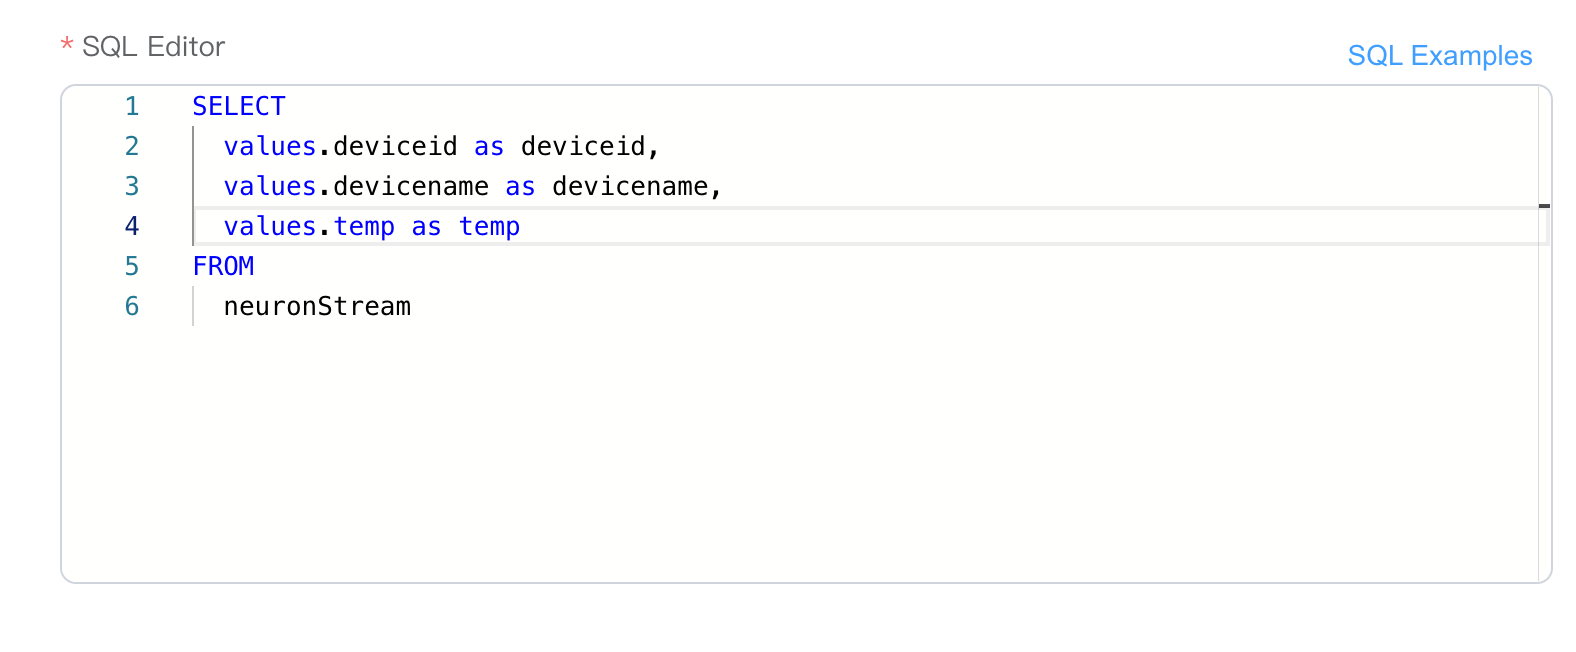 * SQL Editor
SQL Examples
1 SELECT
2 values.deviceid as deviceid,
3 values.devicename as devicename,
4 values.temp as temp
5 FROM
6 neuronStream